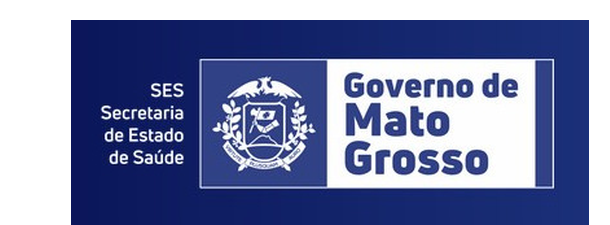 SES
Secretaria
de Estado
de Saúde
Governo de
Mato
Grosso